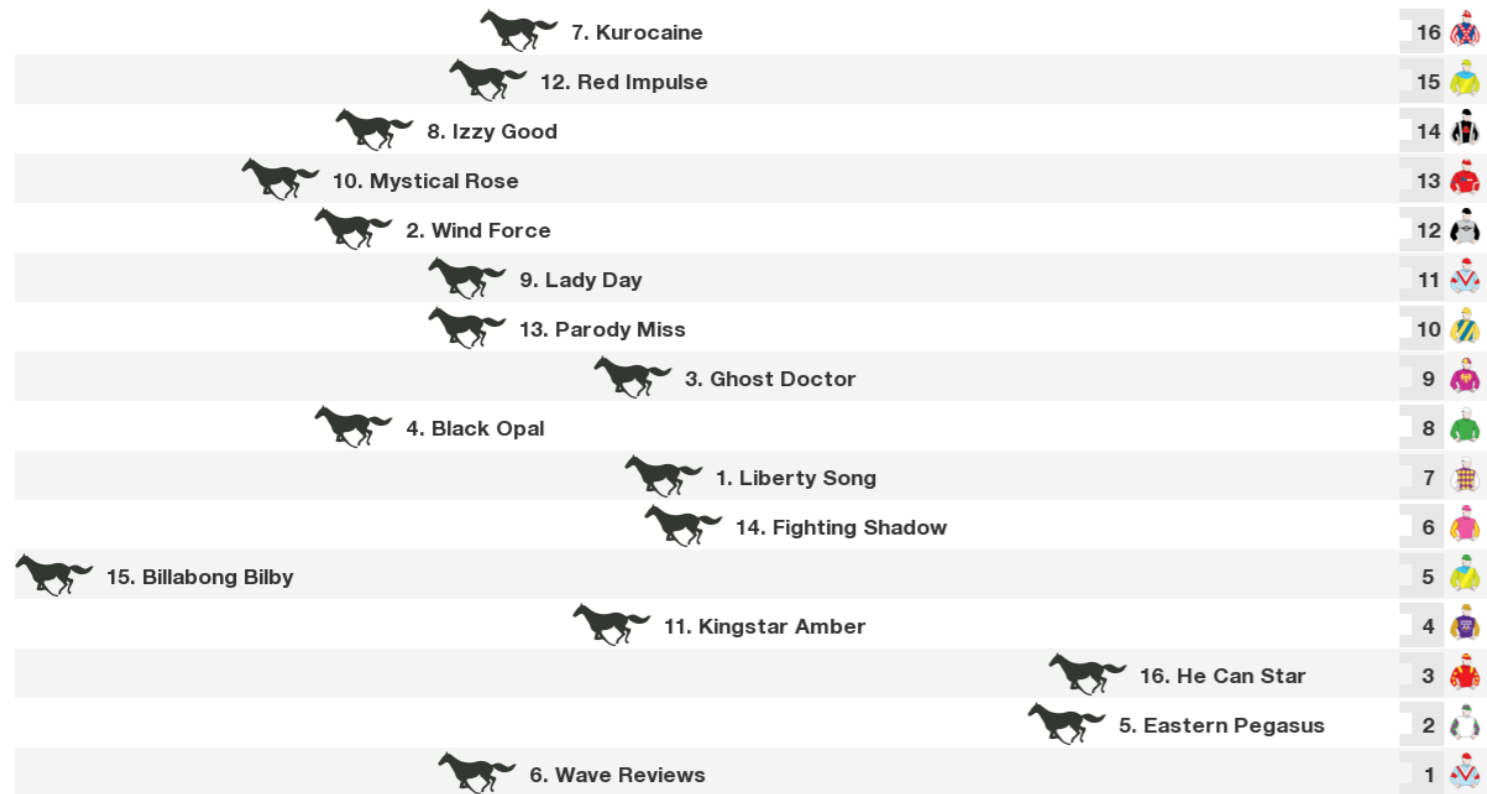 7. Kurocaine 16
12. Red Impulse 15
8. Izzy Good 14
10. Mystical Rose 13
2. Wind Force 12
9. Lady Day 11
13. Parody Miss 10
3. Ghost Doctor 9
4. Black Opal 8
1. Liberty Song 7
14. Fighting Shadow 6
15. Billabong Bilby 5
11. Kingstar Amber 4
16. He Can Star 3
5. Eastern Pegasus 2
6. Wave Reviews 1